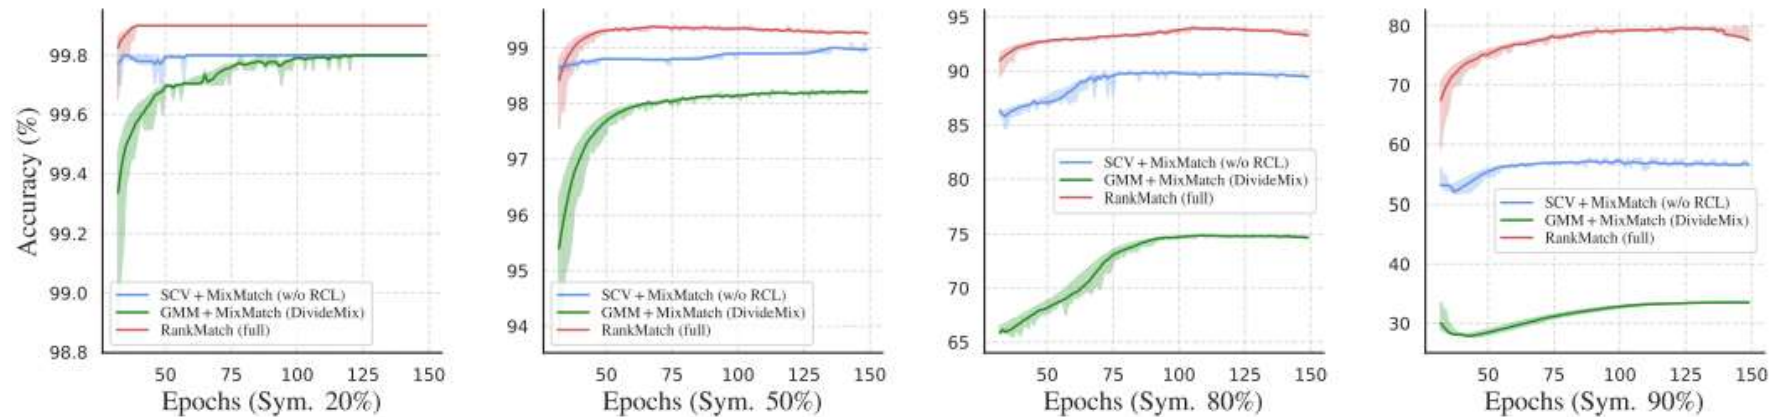 Accuracy (%)
99.8
99.6
99.4
99.2
99.0
98.8
SCV + MixMatch (w/o RCL)
GMM + MixMatch (DivideMix)
RankMatch (full)
50 75 100 125 150
Epochs (Sym. 20%)
99
98
97
96
95
94
SCV + MixMatch (w/o RCL)
GMM + MixMatch (DivideMix)
RankMatch (full)
50 75 100 125 150
Epochs (Sym. 50%)
95
90
85
80
75
70
65
SCV + MixMatch (w/o RCL)
GMM + MixMatch (DivideMix)
RankMatch (full)
50 75 100 125 150
Epochs (Sym. 80%)
80
70
60
50
40
30
SCV + MixMatch (w/o RCL)
GMM + MixMatch (DivideMix)
RankMatch (full)
50 75 100 125 150
Epochs (Sym. 90%)